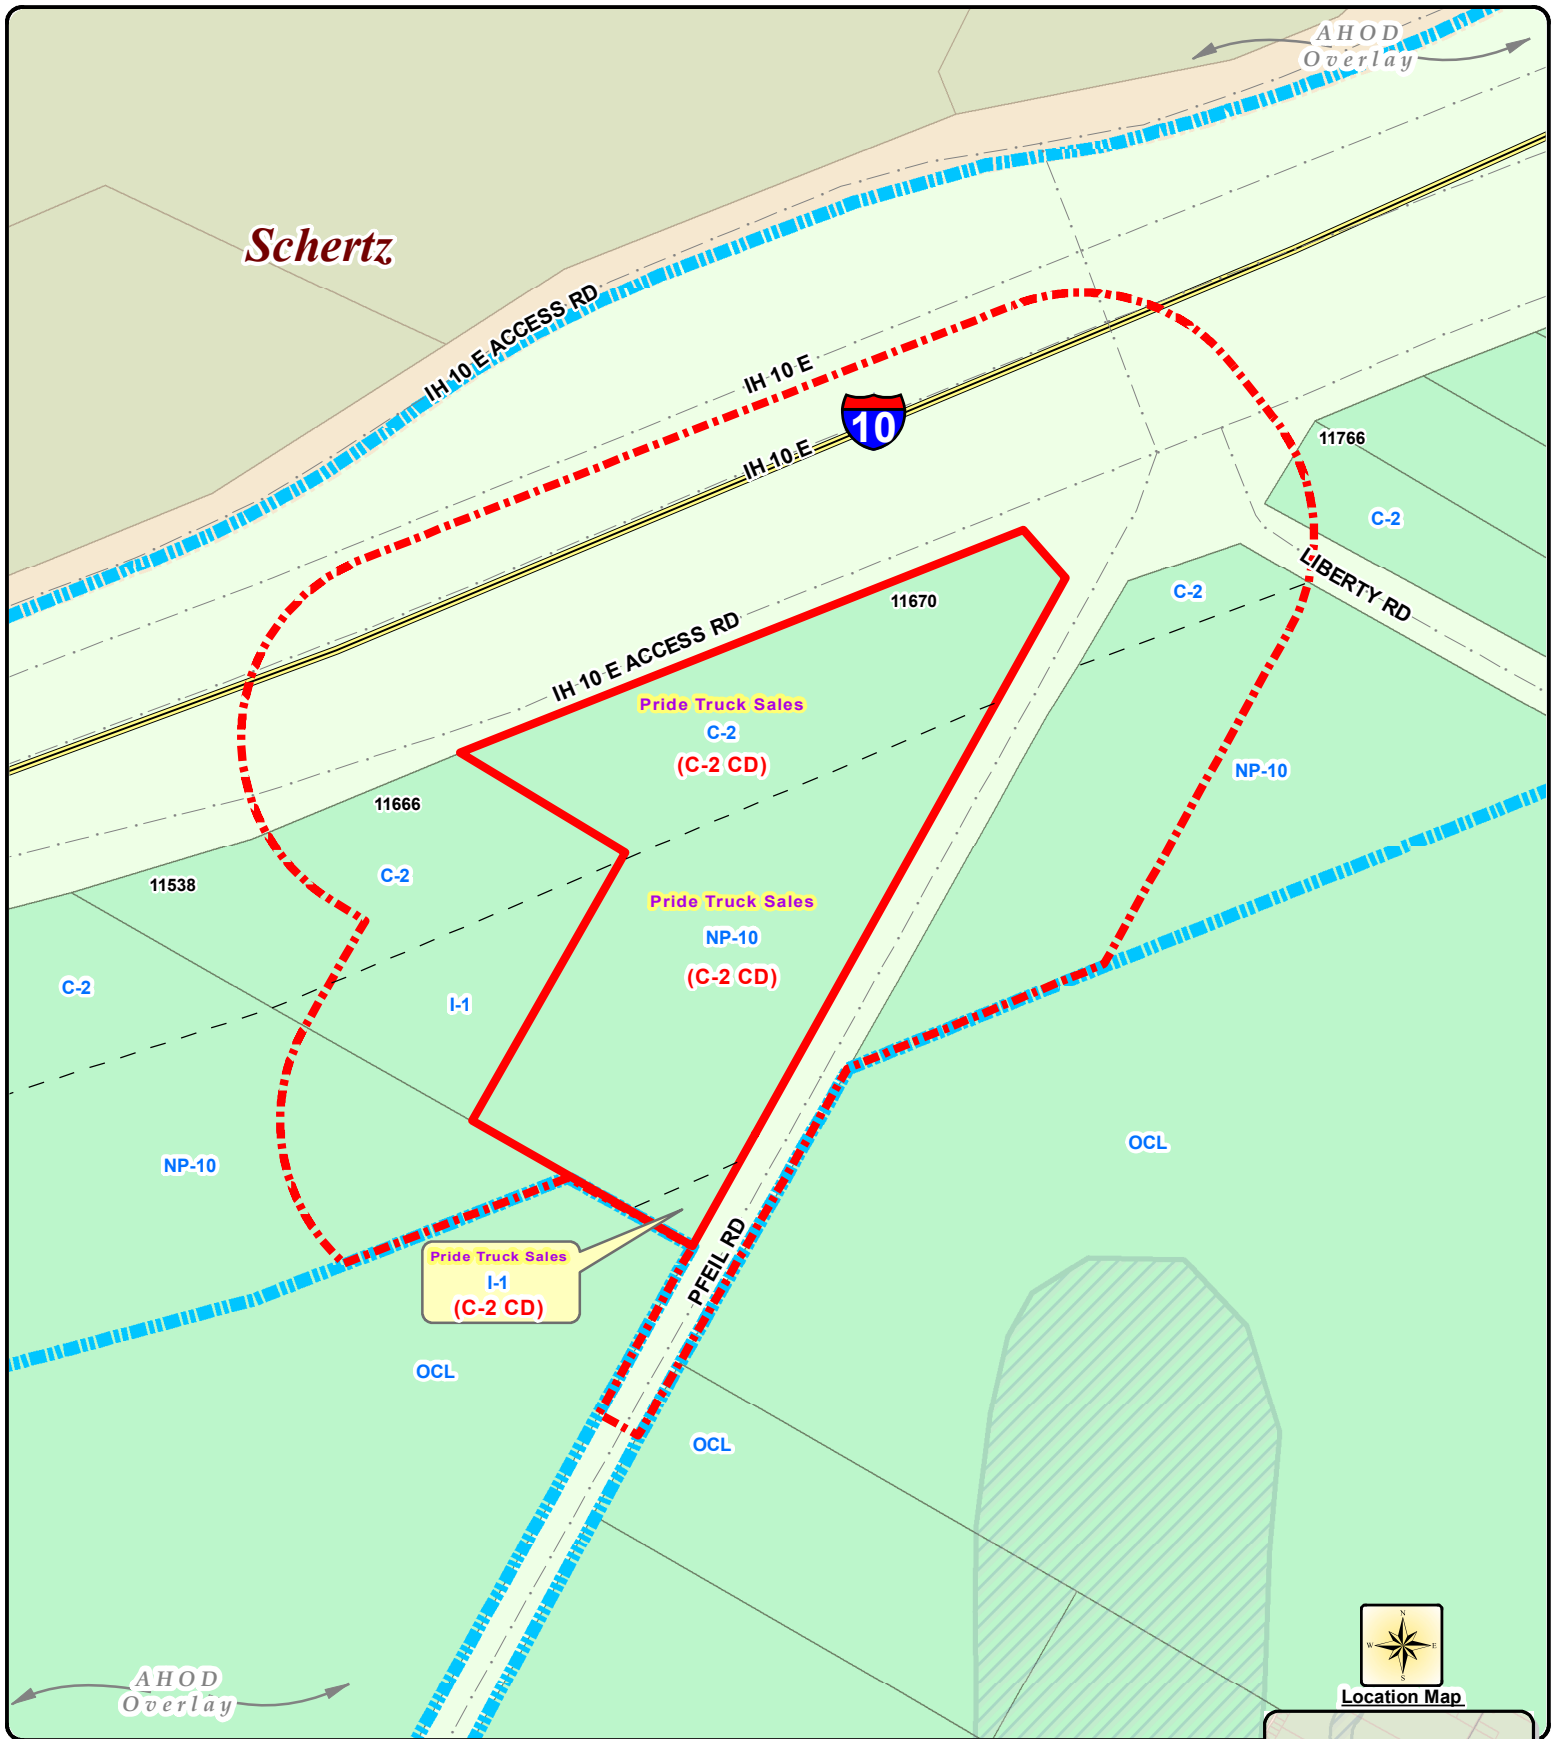 AHOD
Overlay
Schertz
IH 10 E ACCESS RD
IH 10 E
10
IH 10 E
11766
C-2
LIBERTY RD
C-2
11670
IH 10 E ACCESS RD
Pride Truck Sales
C-2
(C-2 CD)
NP-10
11666
C-2
11538
Pride Truck Sales
NP-10
(C-2 CD)
C-2
I-1
OCL
NP-10
PFEIL RD
Pride Truck Sales
I-1
(C-2 CD)
OCL
OCL
AHOD
Overlay
N
W
E
S
Location Map